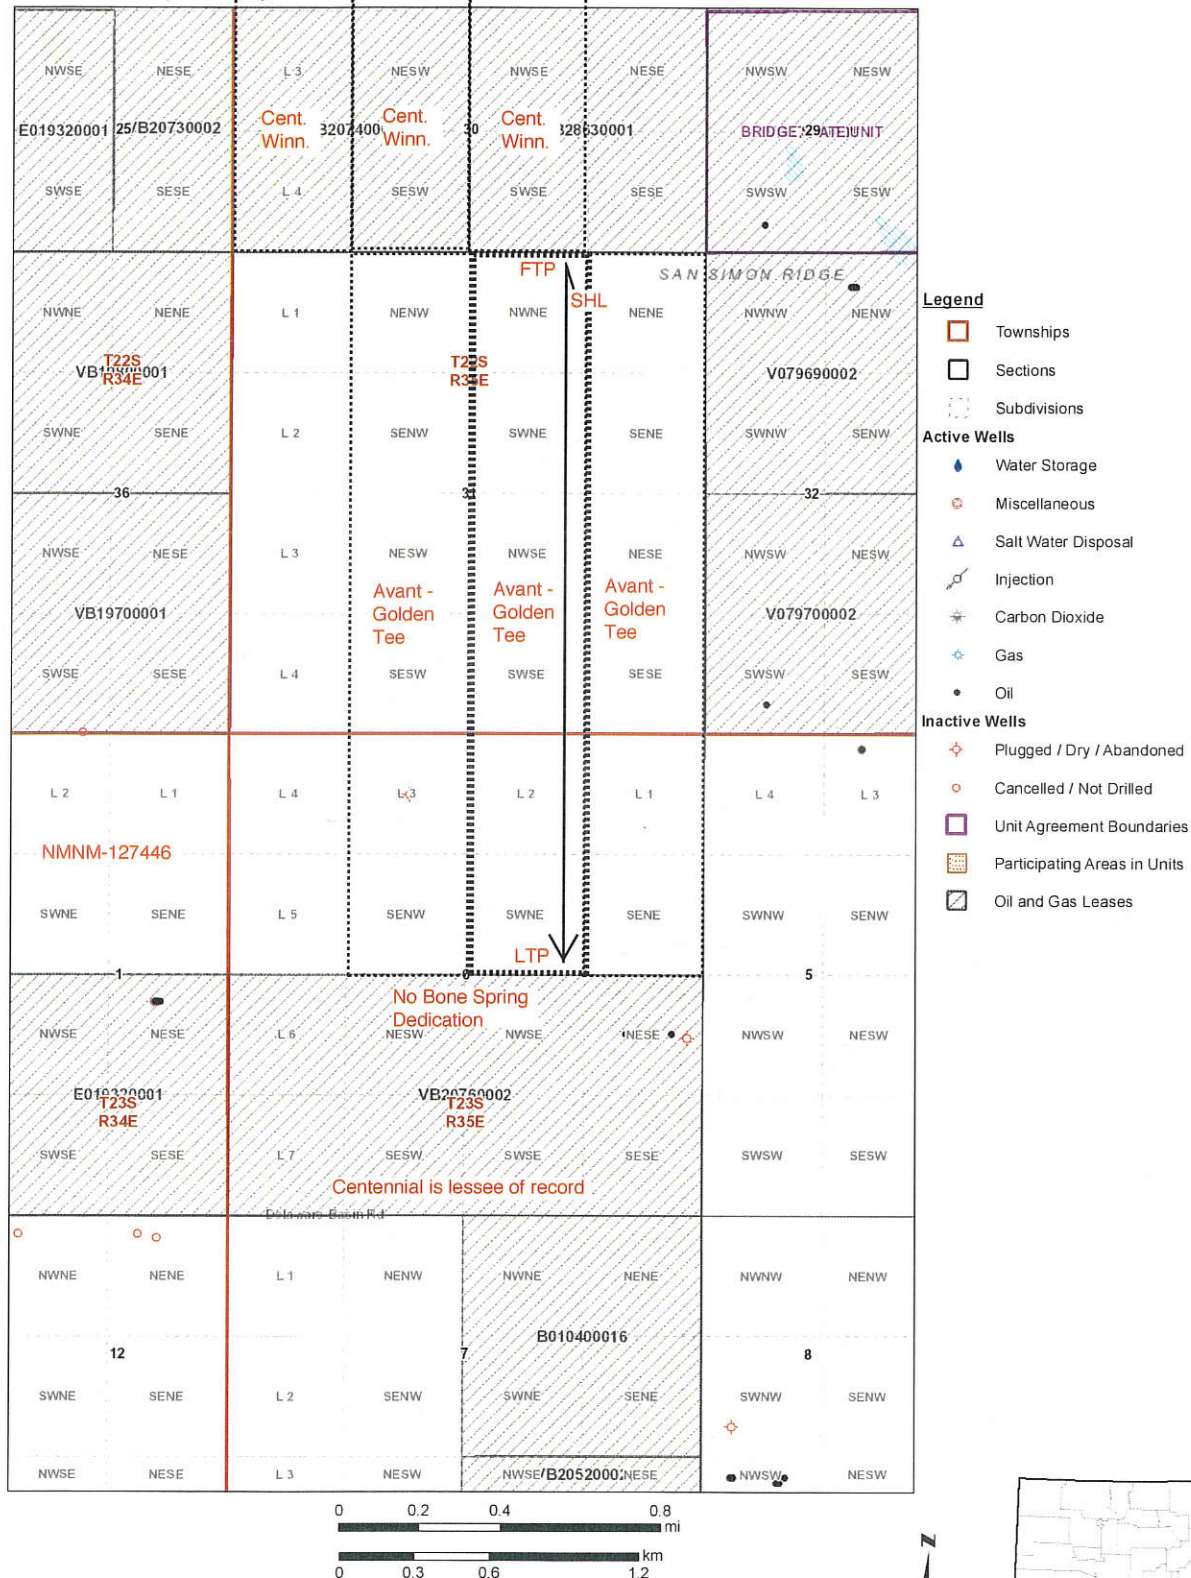 NWSE NESE L 3 NESW NWSE NESE NWSW NESW
Cent. Winn. Cent. Winn. Cent. Winn.
E019320001 25/B20730002 30 BRIDGE 29 UNIT
SWSE SESE L 4 SESW SWSE SESE SWSW SESW
FTP SAN SIMON RIDGE
SHL
NWNE NENE L 1 NENW NWNE NENE NWNW NENW
T22S R34E V079690002
SWNE SENE L 2 SENW SWNE SENE SWNW SENW
36 32
NWSE NESE L 3 NESW NWSE NESE NWSW NESW
Avant - Golden Tee Avant - Golden Tee Avant - Golden Tee
VB19700001 V079700002
SWSE SESE L 4 SESW SWSE SESE SWSW SESW
L 2 L 1 L 4 L 3 L 2 L 1 L 4 L 3
NMNM-127446
SWNE SENE L 5 SENW SWNE SENE SWNW SENW
LTP
1 5
No Bone Spring
Dedication
NWSE NESE L 6 NESW NWSE NESE NWSW NESW
E019320001 VB20760002
T23S R34E T23S R35E
SWSE SESE L 7 SESW SWSE SESE SWSW SESW
Centennial is lessee of record
Delaware Basin Rd
NWNE NENE L 1 NENW NWNE NENE NWNW NENW
B010400016
12 7 8
SWNE SENE L 2 SENW SWNE SENE SWNW SENW
NWSE NESE L 3 NESW NWSE NESE NWSW NESW
Legend
Townships
Sections
Subdivisions
Active Wells
Water Storage
Miscellaneous
Salt Water Disposal
Injection
Carbon Dioxide
Gas
Oil
Inactive Wells
Plugged / Dry / Abandoned
Cancelled / Not Drilled
Unit Agreement Boundaries
Participating Areas in Units
Oil and Gas Leases
0 0.2 0.4 0.8
mi
km
0 0.3 0.6 1.2
N